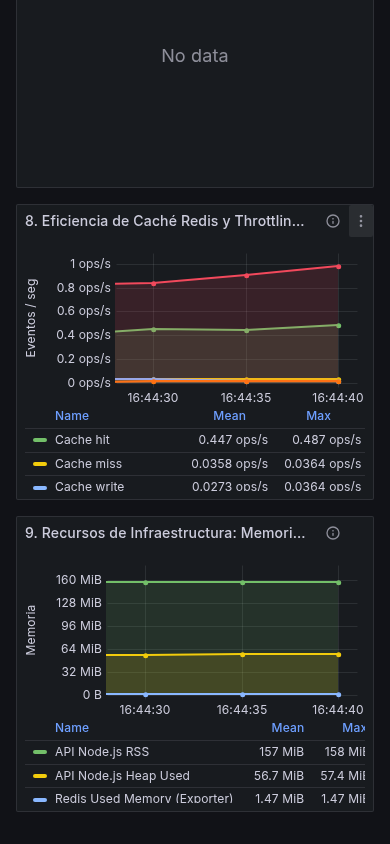 No data
8. Eficiencia de Caché Redis y Throttlin...
Eventos / seg
1 ops/s
0.8 ops/s
0.6 ops/s
0.4 ops/s
0.2 ops/s
0 ops/s
16:44:30 16:44:35 16:44:40
Name Mean Max
Cache hit 0.447 ops/s 0.487 ops/s
Cache miss 0.0358 ops/s 0.0364 ops/s
Cache write 0.0273 ops/s 0.0364 ops/s
9. Recursos de Infraestructura: Memori...
Memoria
160 MiB
128 MiB
96 MiB
64 MiB
32 MiB
0 B
16:44:30 16:44:35 16:44:40
Name Mean Max
API Node.js RSS 157 MiB 158 MiB
API Node.js Heap Used 56.7 MiB 57.4 MiB
Redis Used Memory (Exporter) 1.47 MiB 1.47 MiB